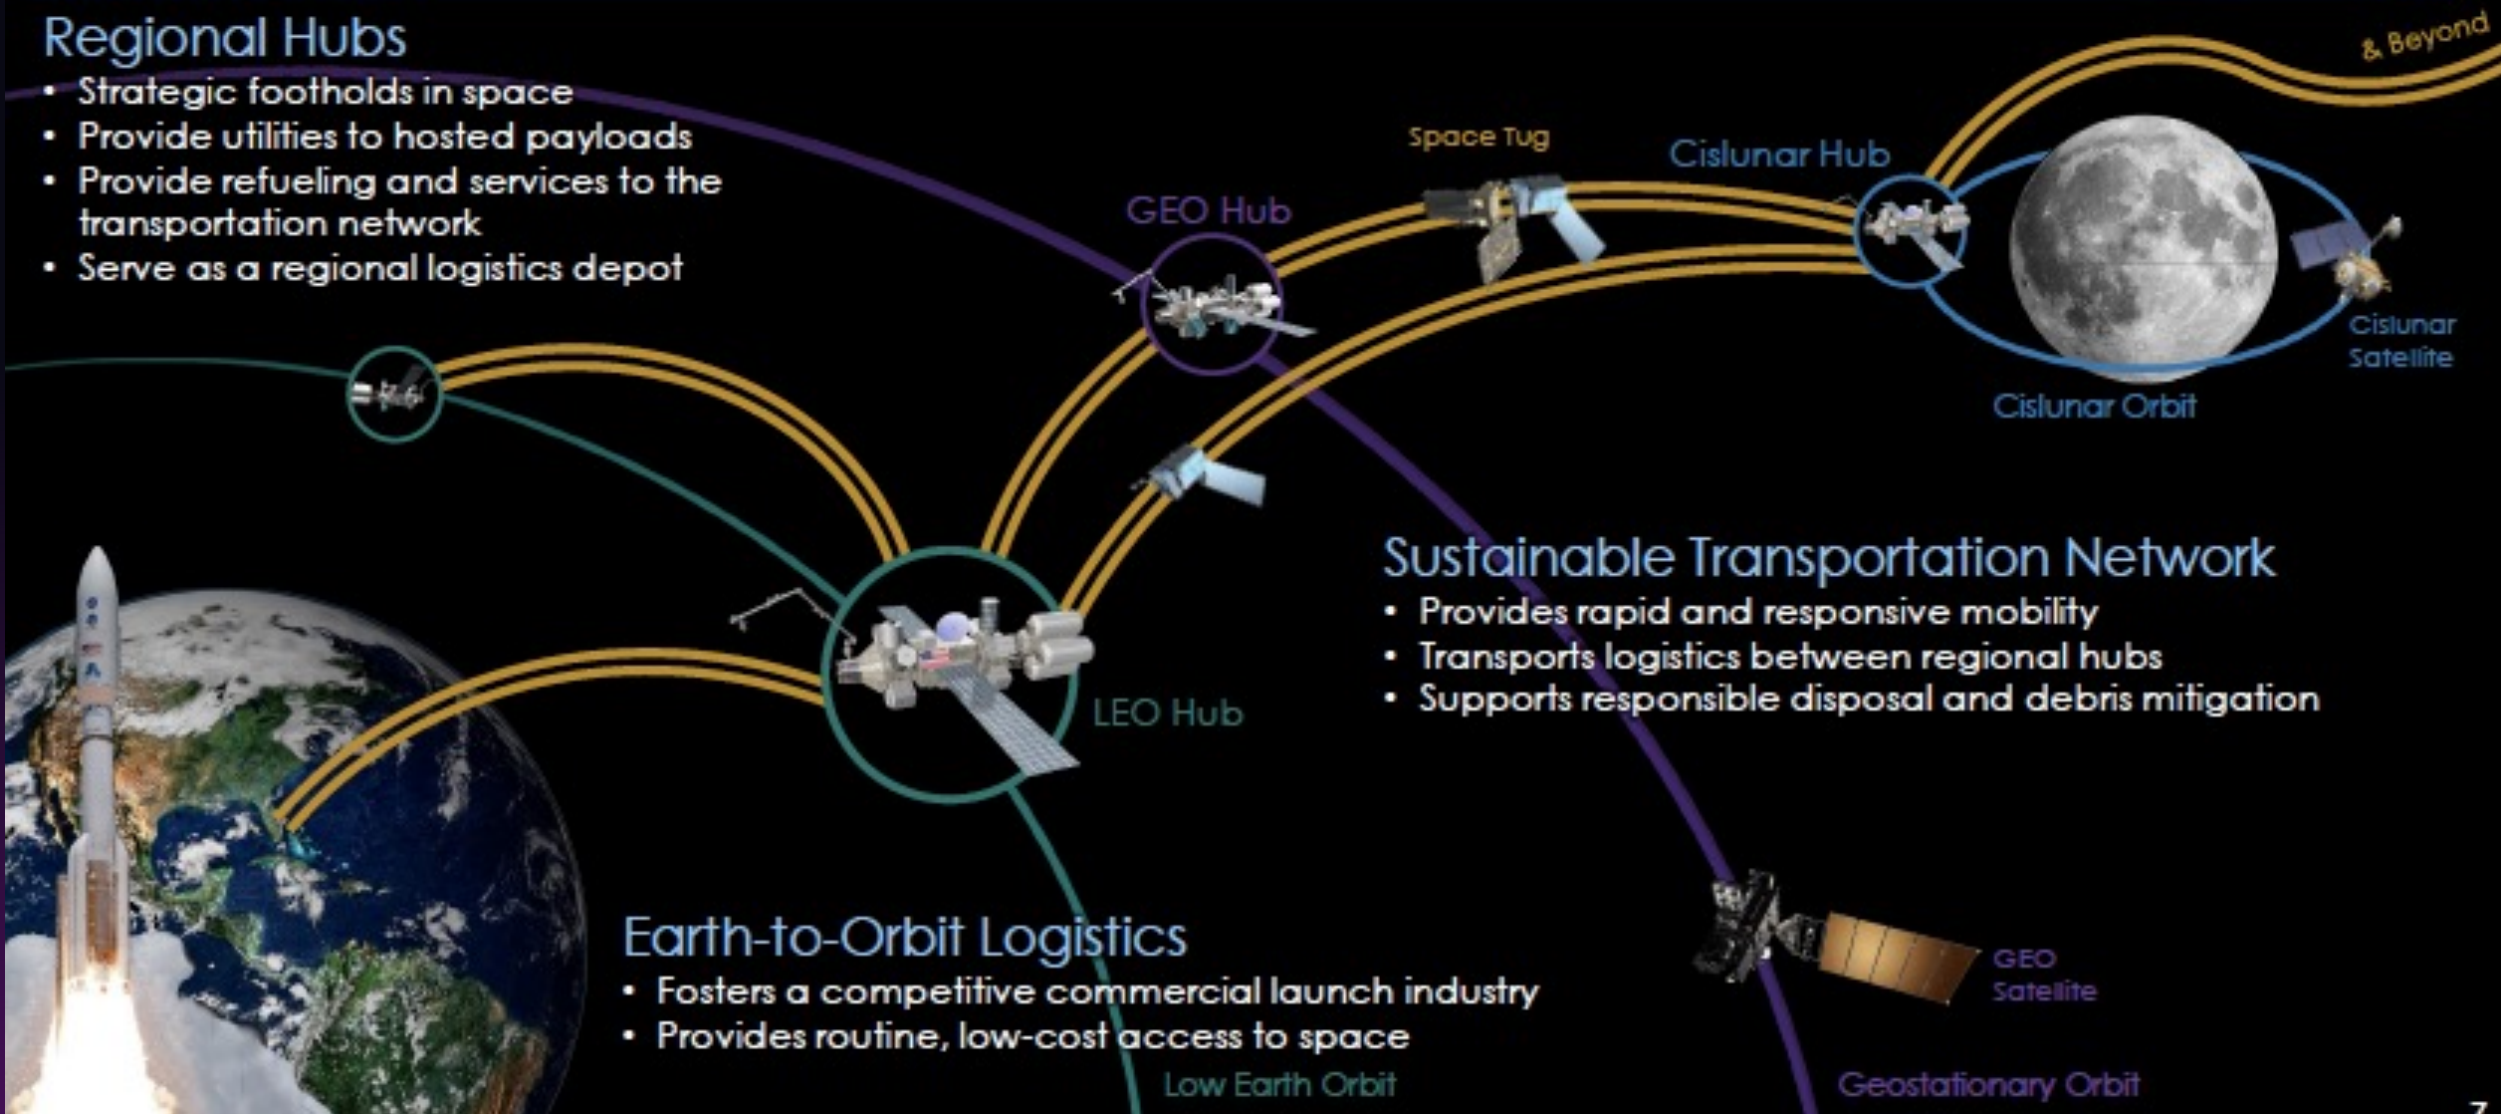 Regional Hubs
• Strategic footholds in space
• Provide utilities to hosted payloads
• Provide refueling and services to the
transportation network
• Serve as a regional logistics depot
& Beyond
Space Tug
Cislunar Hub
GEO Hub
Cislunar
Satellite
Cislunar Orbit
Sustainable Transportation Network
• Provides rapid and responsive mobility
• Transports logistics between regional hubs
• Supports responsible disposal and debris mitigation
LEO Hub
Earth-to-Orbit Logistics
• Fosters a competitive commercial launch industry
• Provides routine, low-cost access to space
GEO
Satellite
Low Earth Orbit
Geostationary Orbit
7